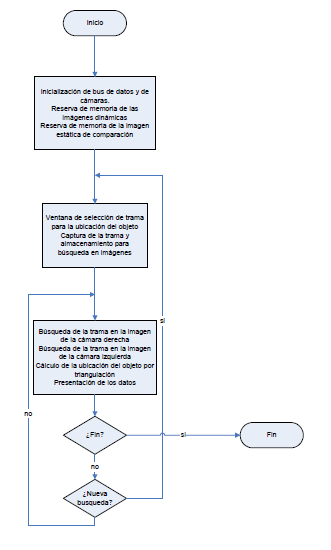 Inicio
Inicialización de bus de datos y de
cámaras.
Reserva de memoria de las
imágenes dinámicas
Reserva de memoria de la imagen
estática de comparación
Ventana de selección de trama
para la ubicación del objeto
Captura de la trama y
almacenamiento para
búsqueda en imágenes
si
Búsqueda de la trama en la imagen
de la cámara derecha
Búsqueda de la trama en la imagen
de la cámara izquierda
Cálculo de la ubicación del objeto por
triangulación
Presentación de los datos
no
¿Fin?
si
Fin
no
¿Nueva
busqueda?